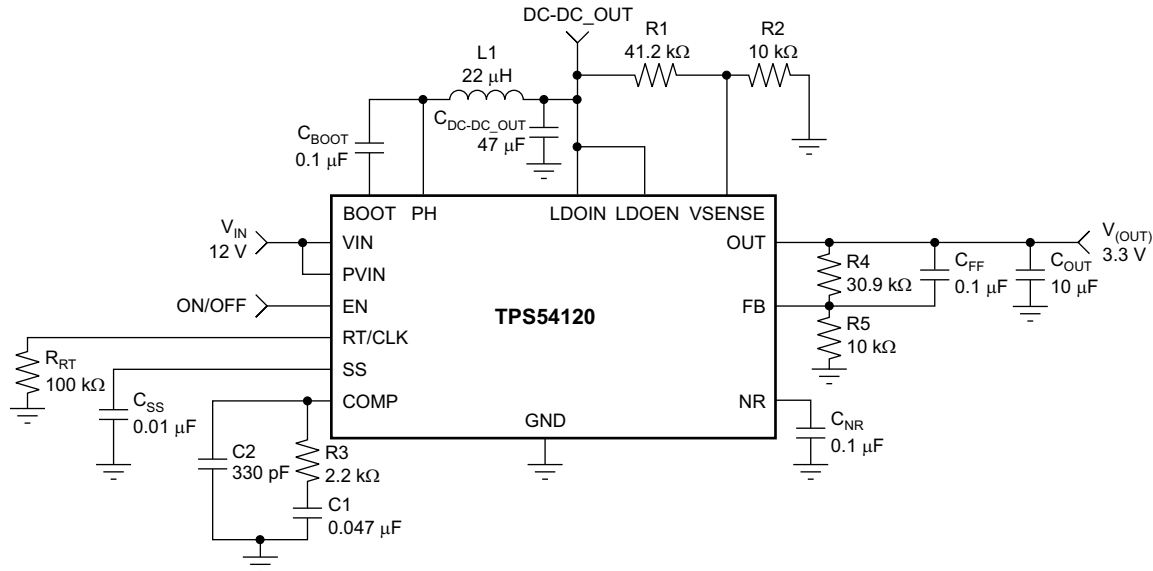 DC-DC_OUT
R1
41.2 kΩ
R2
10 kΩ
L1
22 μH
C_BOOT
0.1 μF
C_DC-DC_OUT
47 μF
BOOT PH LDOIN LDOEN VSENSE
V_IN
12 V
VIN
PVIN
ON/OFF
EN
RT/CLK
SS
COMP
TPS54120
GND
OUT
FB
NR
R_RT
100 kΩ
C_SS
0.01 μF
C2
330 pF
R3
2.2 kΩ
C1
0.047 μF
R4
30.9 kΩ
C_FF
0.1 μF
C_OUT
10 μF
V_(OUT)
3.3 V
R5
10 kΩ
C_NR
0.1 μF